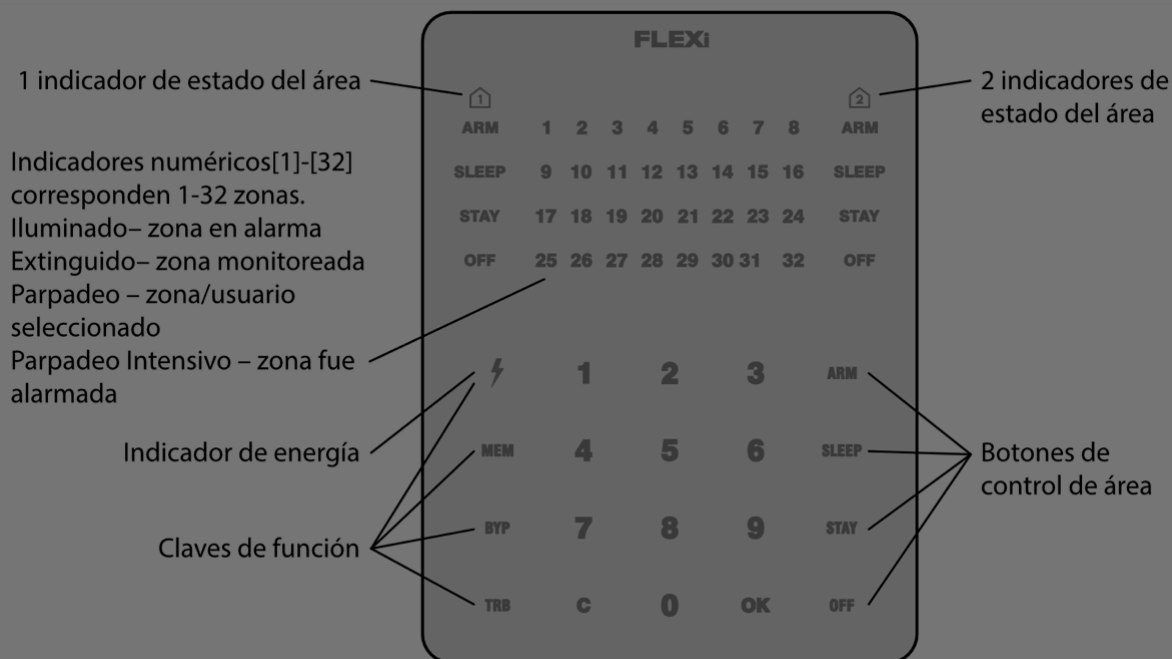 FLEXi
1 indicador de estado del área
1
2
2 indicadores de
estado del área
ARM 1 2 3 4 5 6 7 8 ARM
SLEEP 9 10 11 12 13 14 15 16 SLEEP
STAY 17 18 19 20 21 22 23 24 STAY
OFF 25 26 27 28 29 30 31 32 OFF
Indicadores numéricos[1]-[32]
corresponden 1-32 zonas.
Iluminado– zona en alarma
Extinguido– zona monitoreada
Parpadeo – zona/usuario
seleccionado
Parpadeo Intensivo – zona fue
alarmada
Indicador de energía
Claves de función
1 2 3 ARM
MEM 4 5 6 SLEEP
BYP 7 8 9 STAY
TRB C 0 OK OFF
Botones de
control de área